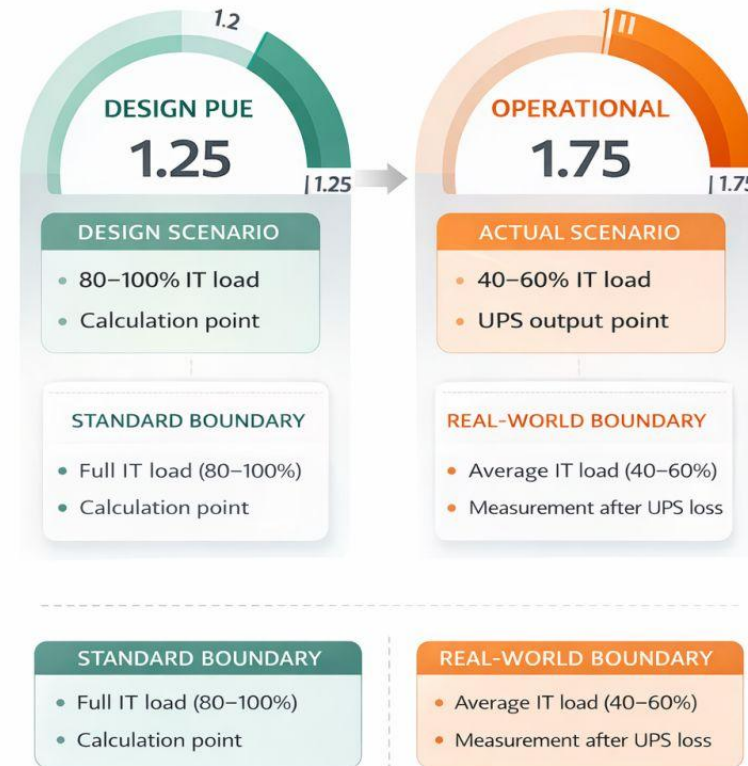 1.2
DESIGN PUE
1.25
| 1.25
DESIGN SCENARIO
• 80–100% IT load
• Calculation point
STANDARD BOUNDARY
• Full IT load (80–100%)
• Calculation point
OPERATIONAL
1.75
| 1.75
ACTUAL SCENARIO
• 40–60% IT load
• UPS output point
REAL-WORLD BOUNDARY
• Average IT load (40–60%)
• Measurement after UPS loss
STANDARD BOUNDARY
• Full IT load (80–100%)
• Calculation point
REAL-WORLD BOUNDARY
• Average IT load (40–60%)
• Measurement after UPS loss